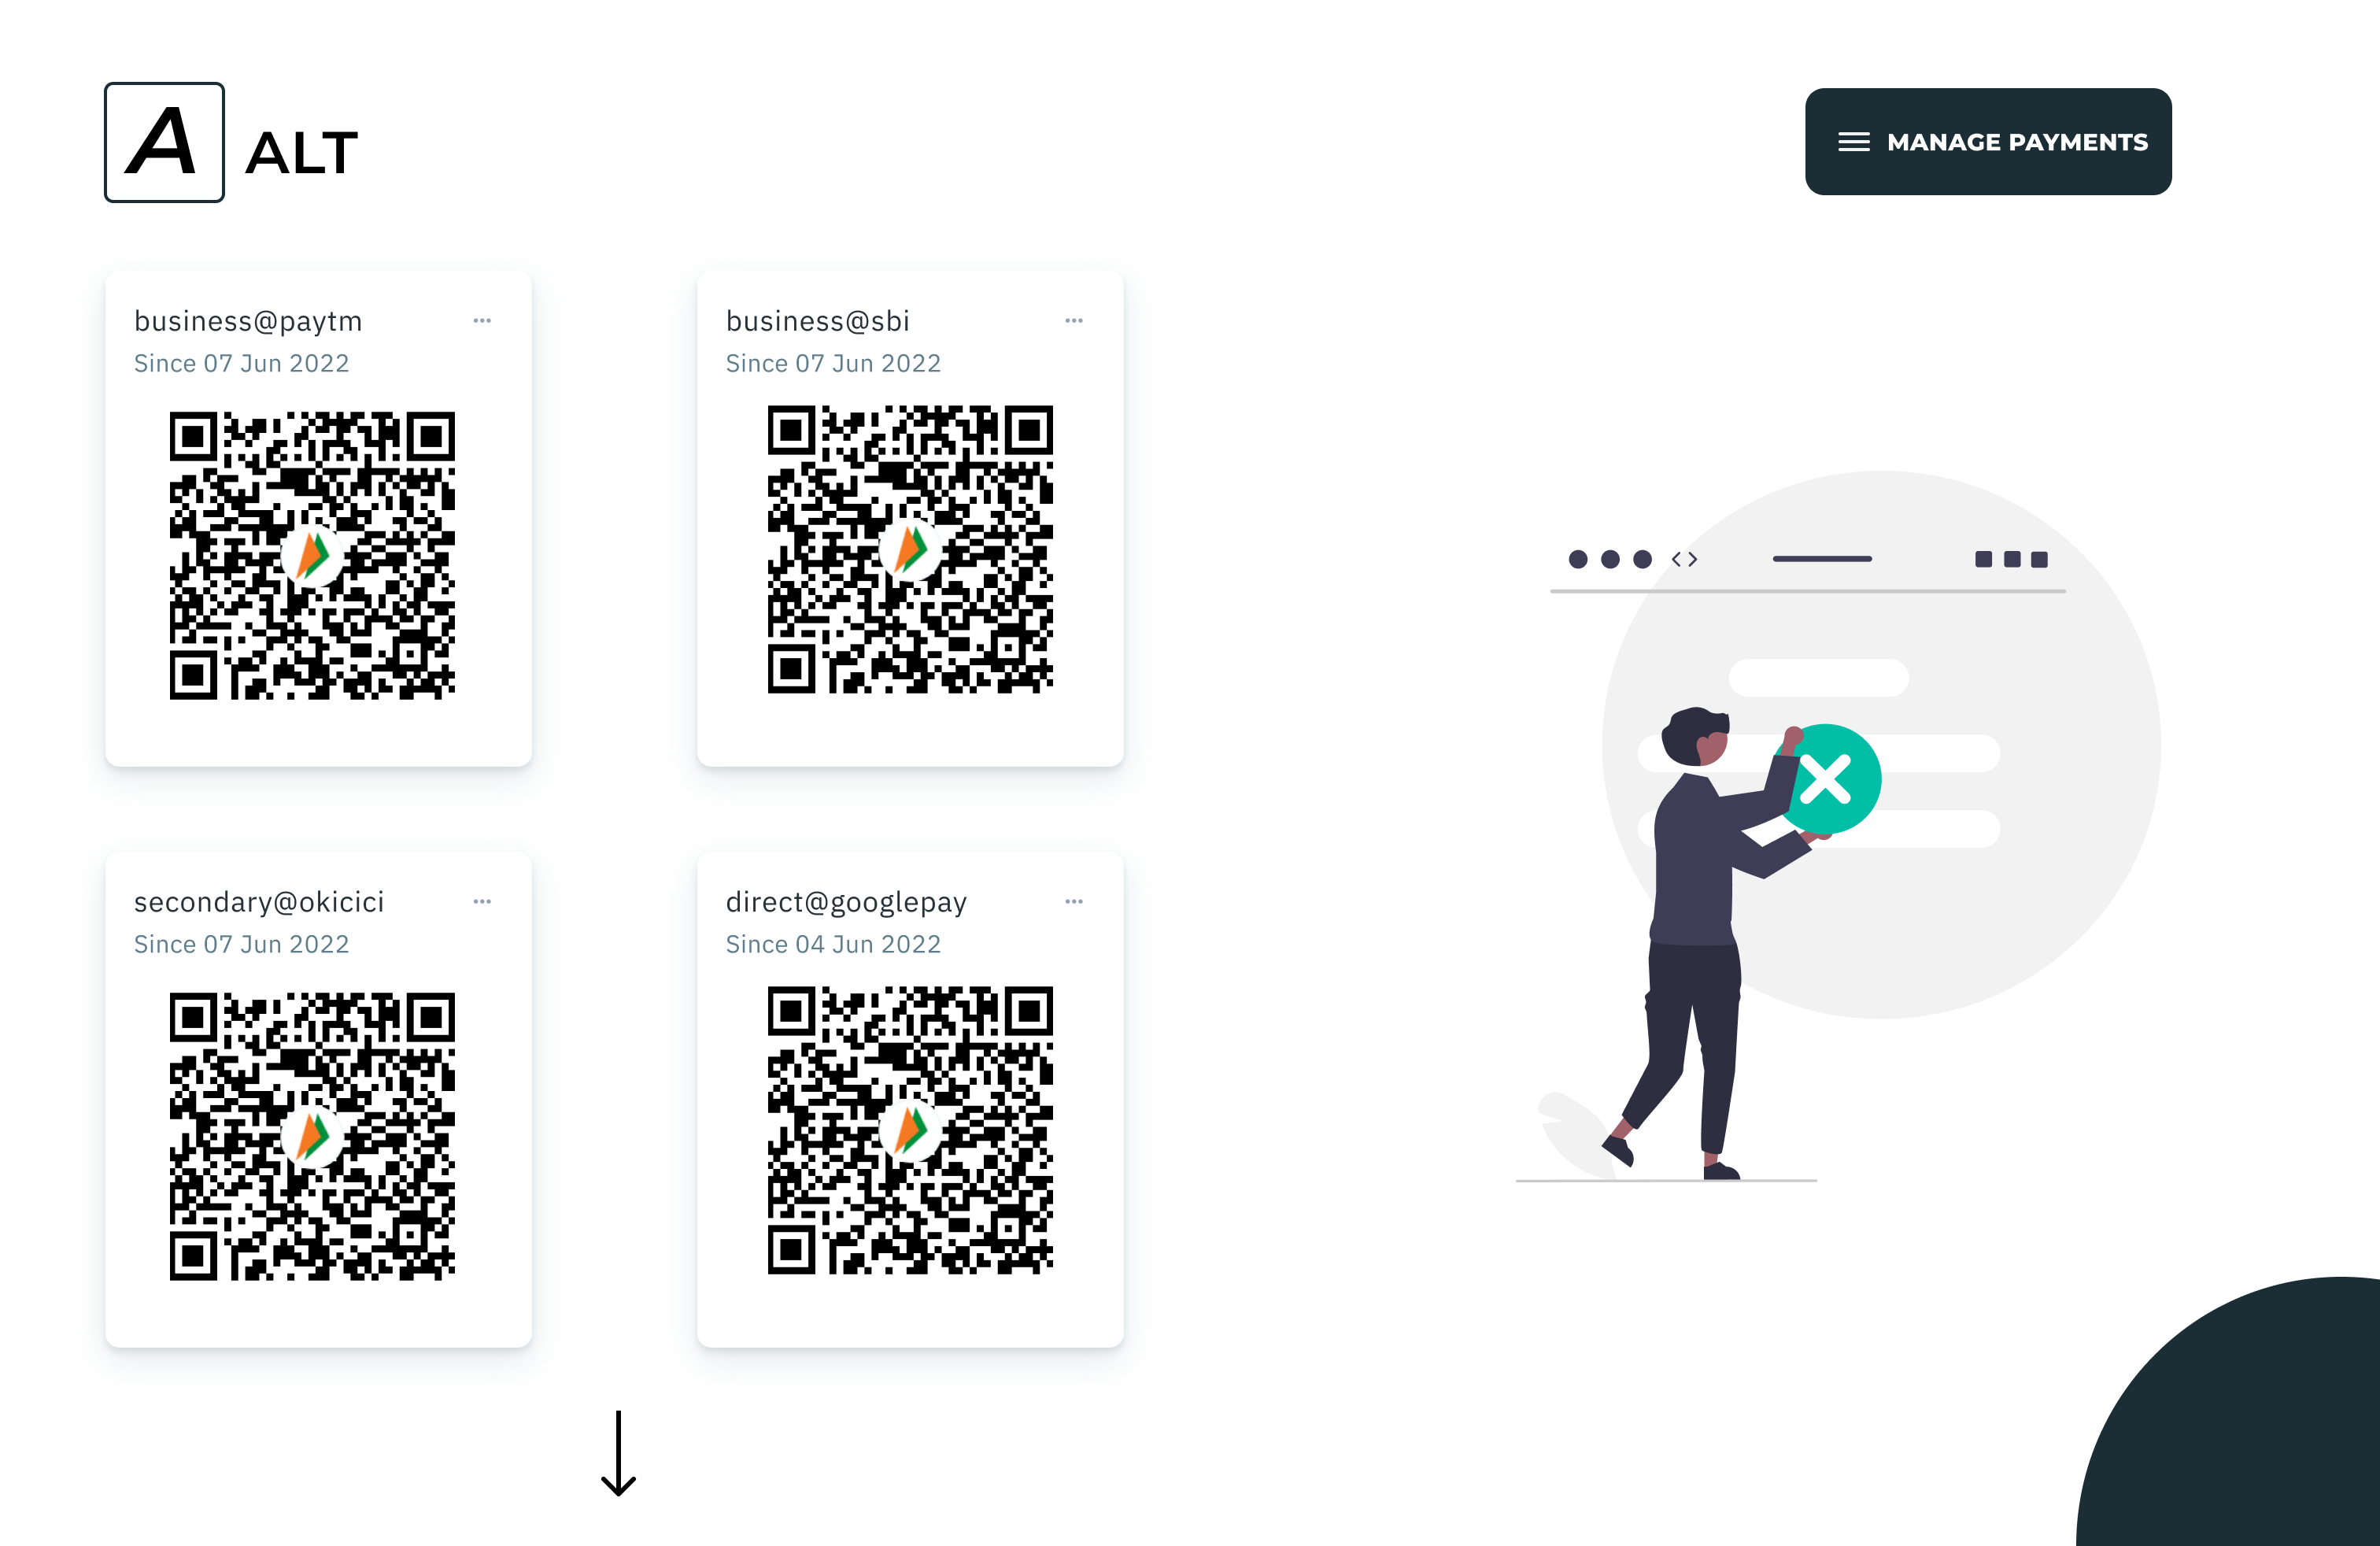 A
ALT
MANAGE PAYMENTS
business@paytm
Since 07 Jun 2022
business@sbi
Since 07 Jun 2022
secondary@okicici
Since 07 Jun 2022
direct@googlepay
Since 04 Jun 2022